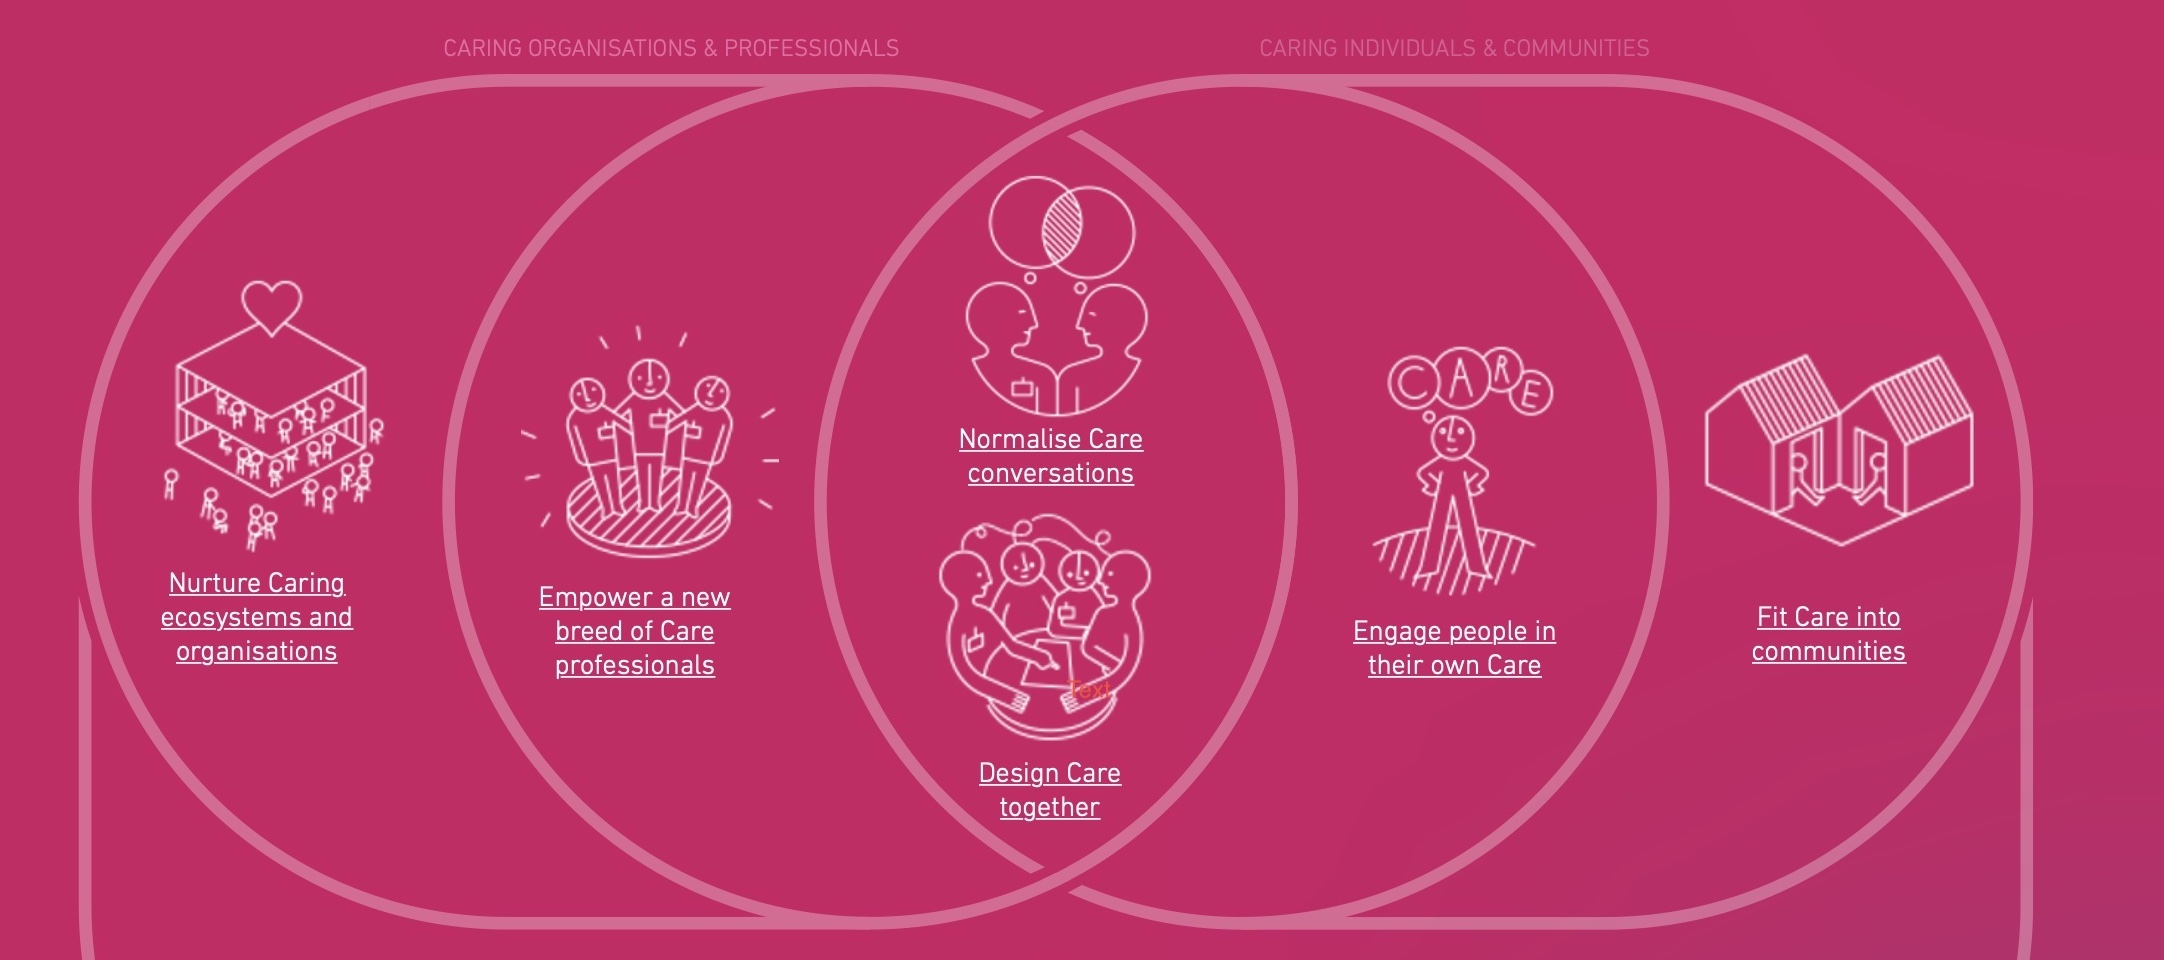 CARING ORGANISATIONS & PROFESSIONALS
CARING INDIVIDUALS & COMMUNITIES
Nurture Caring
ecosystems and
organisations
Empower a new
breed of Care
professionals
Normalise Care
conversations
Text
Design Care
together
CARE
Engage people in
their own Care
Fit Care into
communities